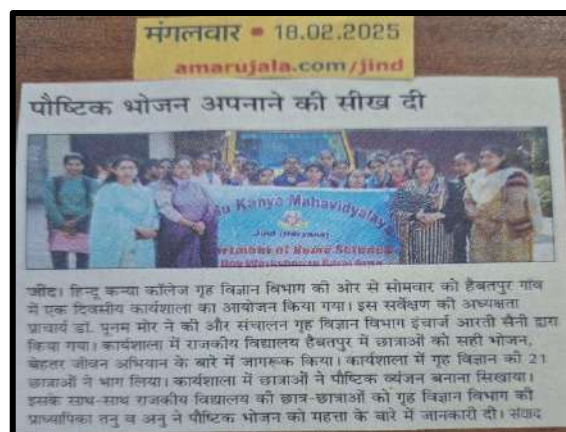 मंगलवार • 18.02.2025
amarujala.com/jind
पौष्टिक भोजन अपनाने की सीख दी
Kanya Mahavidyalaya
Jind (Haryana)
of Home Science
जींद। हिन्दू कन्या कॉलेज गृह विज्ञान विभाग की ओर से सोमवार को हैबतपुर गांव
में एक दिवसीय कार्यशाला का आयोजन किया गया। इस सर्वेक्षण की अध्यक्षता
प्राचार्य डॉ. पूनम मोर ने की और संचालन गृह विज्ञान विभाग इंचार्ज आरती सैनी द्वारा
किया गया। कार्यशाला में राजकीय विद्यालय हैबतपुर में छात्राओं को सही भोजन,
बेहतर जीवन अभियान के बारे में जागरूक किया। कार्यशाला में गृह विज्ञान की 21
छात्राओं ने भाग लिया। कार्यशाला में छात्राओं ने पौष्टिक व्यंजन बनाना सिखाया।
इसके साथ-साथ राजकीय विद्यालय की छात्र-छात्राओं को गृह विज्ञान विभाग की
प्राध्यापिका तनु व अनु ने पौष्टिक भोजन की महत्ता के बारे में जानकारी दी। संवाद